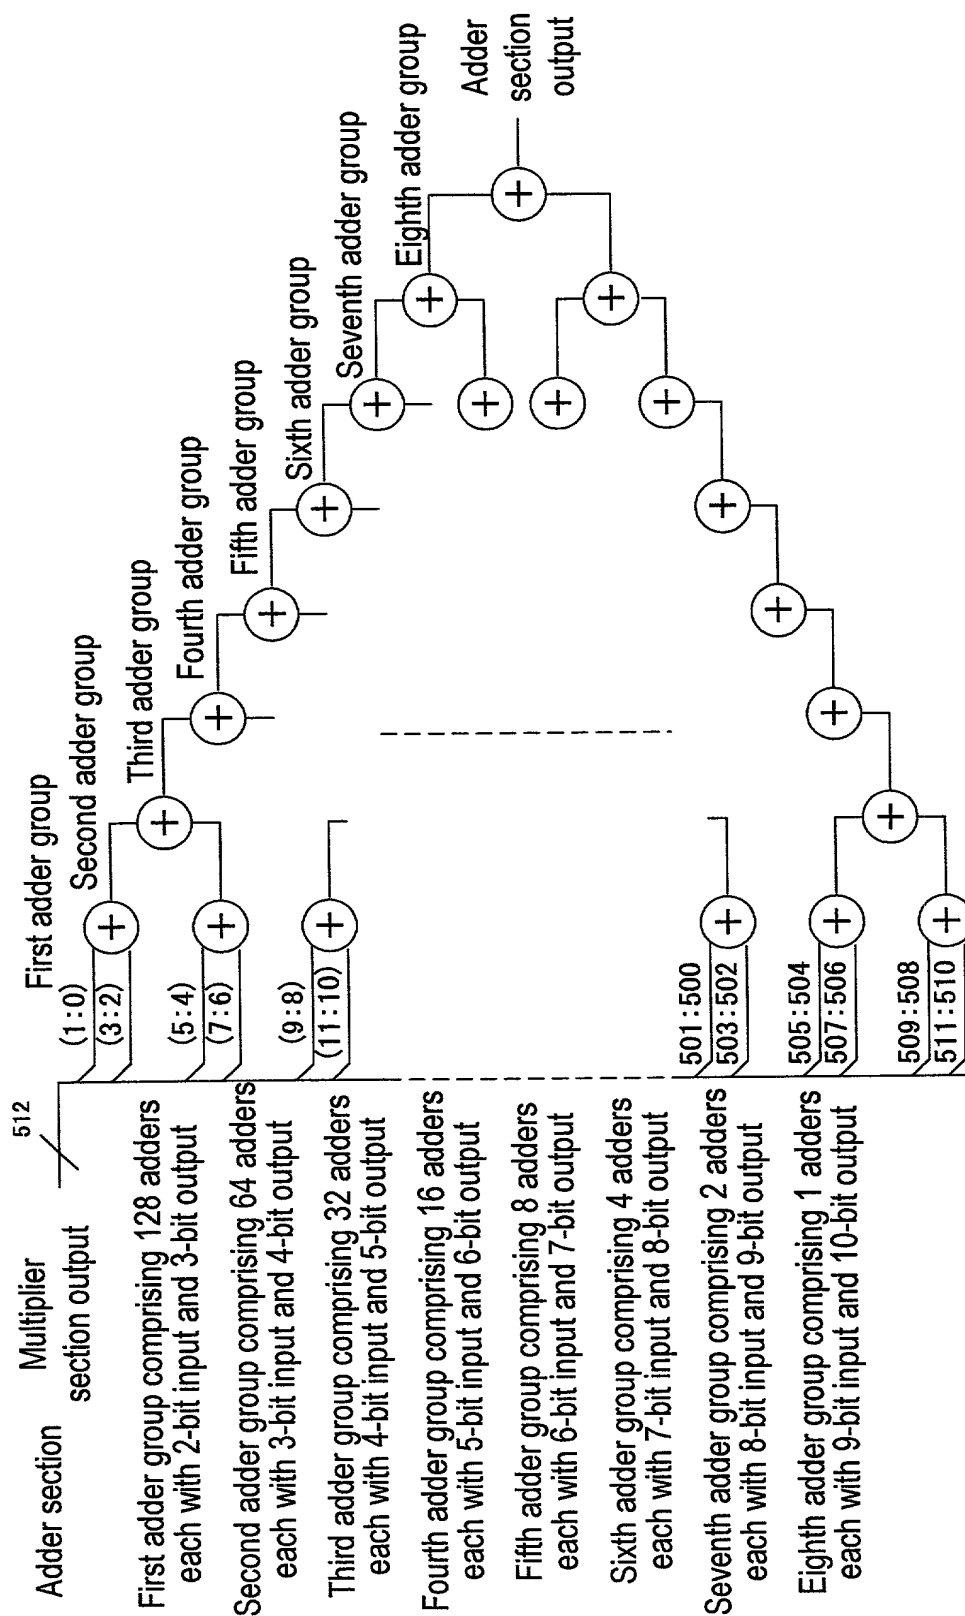 Adder section
Multiplier
section output
512
First adder group comprising 128 adders
each with 2-bit input and 3-bit output
Second adder group comprising 64 adders
each with 3-bit input and 4-bit output
Third adder group comprising 32 adders
each with 4-bit input and 5-bit output
Fourth adder group comprising 16 adders
each with 5-bit input and 6-bit output
Fifth adder group comprising 8 adders
each with 6-bit input and 7-bit output
Sixth adder group comprising 4 adders
each with 7-bit input and 8-bit output
Seventh adder group comprising 2 adders
each with 8-bit input and 9-bit output
Eighth adder group comprising 1 adders
each with 9-bit input and 10-bit output
(1:0)
(3:2)
(5:4)
(7:6)
(9:8)
(11:10)
501:500
503:502
505:504
507:506
509:508
511:510
First adder group
Second adder group
Third adder group
Fourth adder group
Fifth adder group
Sixth adder group
Seventh adder group
Eighth adder group
Adder
section
output